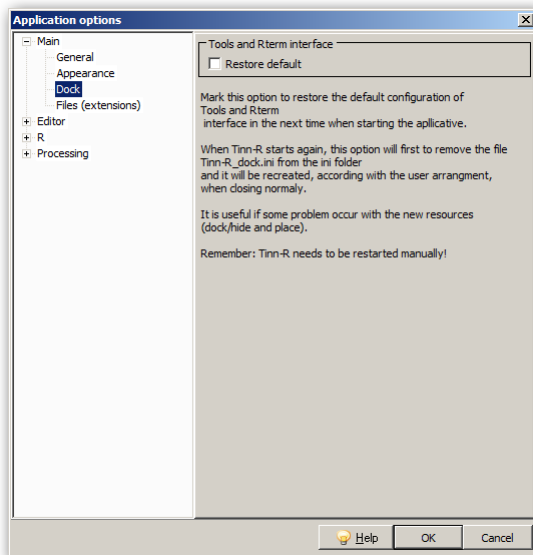 Application options
Main
General
Appearance
Dock
Files (extensions)
Editor
R
Processing
Tools and Rterm interface
Restore default
Mark this option to restore the default configuration of
Tools and Rterm
interface in the next time when starting the apllicative.
When Tinn-R starts again, this option will first to remove the file
Tinn-R_dock.ini from the ini folder
and it will be recreated, according with the user arrangment,
when closing normaly.
It is useful if some problem occur with the new resources
(dock/hide and place).
Remember: Tinn-R needs to be restarted manually!
Help
OK
Cancel